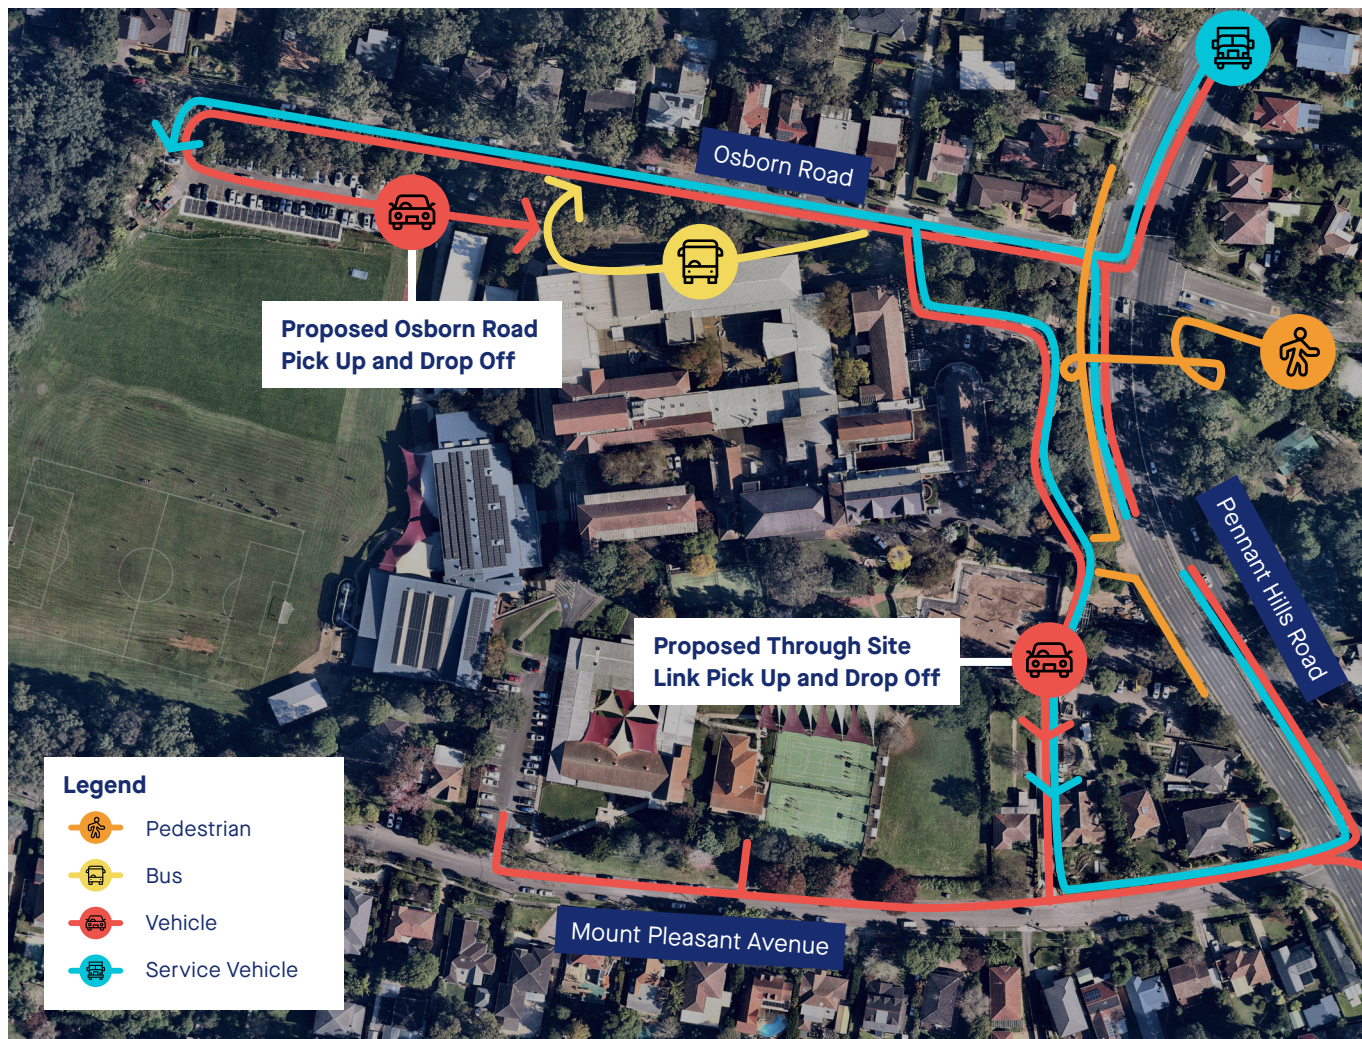 Osborn Road
Proposed Osborn Road
Pick Up and Drop Off
Pennant Hills Road
Proposed Through Site
Link Pick Up and Drop Off
Legend
Pedestrian
Bus
Vehicle
Service Vehicle
Mount Pleasant Avenue